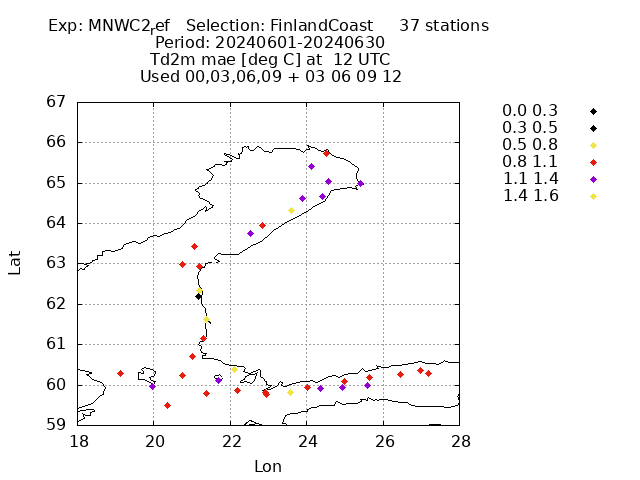 Exp: MNWC2ref   Selection: FinlandCoast     37 stations
Period: 20240601-20240630
Td2m mae [deg C] at  12 UTC
Used 00,03,06,09 + 03 06 09 12
0.0 0.3
0.3 0.5
0.5 0.8
0.8 1.1
1.1 1.4
1.4 1.6
67
66
65
64
63
62
61
60
59
Lat
18 20 22 24 26 28
Lon